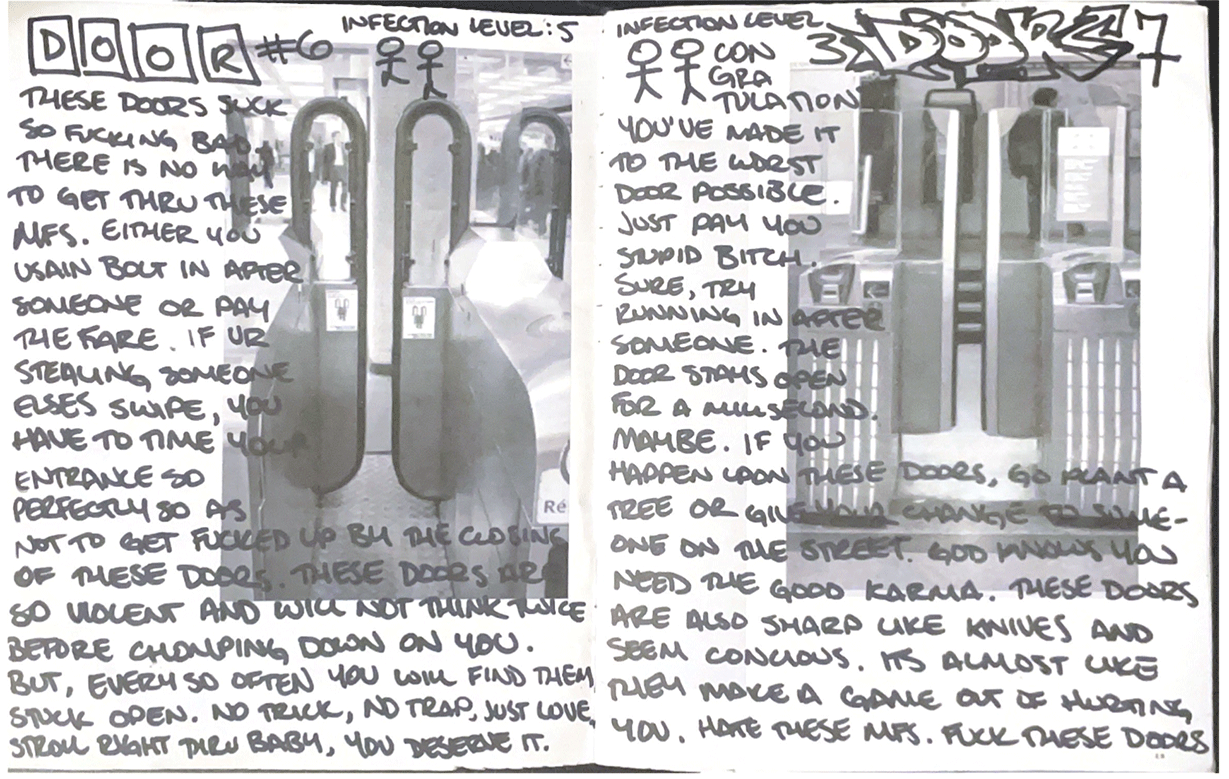 DOOR #6
INFECTION LEVEL: 5
THESE DOORS SUCK
SO FUCKING BAD.
THERE IS NO WAY
TO GET THRU THESE
MFS. EITHER YOU
USAIN BOLT IN AFTER
SOMEONE OR PAY
THE FARE. IF UR
STEALING SOMEONE
ELSES SWIPE, YOU
HAVE TO TIME YOUR
ENTRANCE SO
PERFECTLY SO AS
NOT TO GET FUCKED UP BY THE CLOSING
OF THESE DOORS. THESE DOORS ARE
SO VIOLENT AND WILL NOT THINK TWICE
BEFORE CHOMPING DOWN ON YOU.
BUT, EVERY SO OFTEN YOU WILL FIND THEM
STUCK OPEN. NO TRICK, NO TRAP, JUST LOVE,
STROLL RIGHT THRU BABY, YOU DESERVE IT.
Ré
INFECTION LEVEL
3
7
CON
GRA
TULATION
YOU'VE MADE IT
TO THE WORST
DOOR POSSIBLE.
JUST PAY YOU
STUPID BITCH.
SURE, TRY
RUNNING IN AFTER
SOMEONE. THE
DOOR STAYS OPEN
FOR A MILISECOND.
MAYBE. IF YOU
HAPPEN UPON THESE DOORS, GO PLANT A
TREE OR GIVE YOUR CHANGE TO SOME-
ONE ON THE STREET. GOD KNOWS YOU
NEED THE GOOD KARMA. THESE DOORS
ARE ALSO SHARP LIKE KNIVES AND
SEEM CONCIOUS. ITS ALMOST LIKE
THEY MAKE A GAME OUT OF HURTING
YOU. HATE THESE MFS. FUCK THESE DOORS